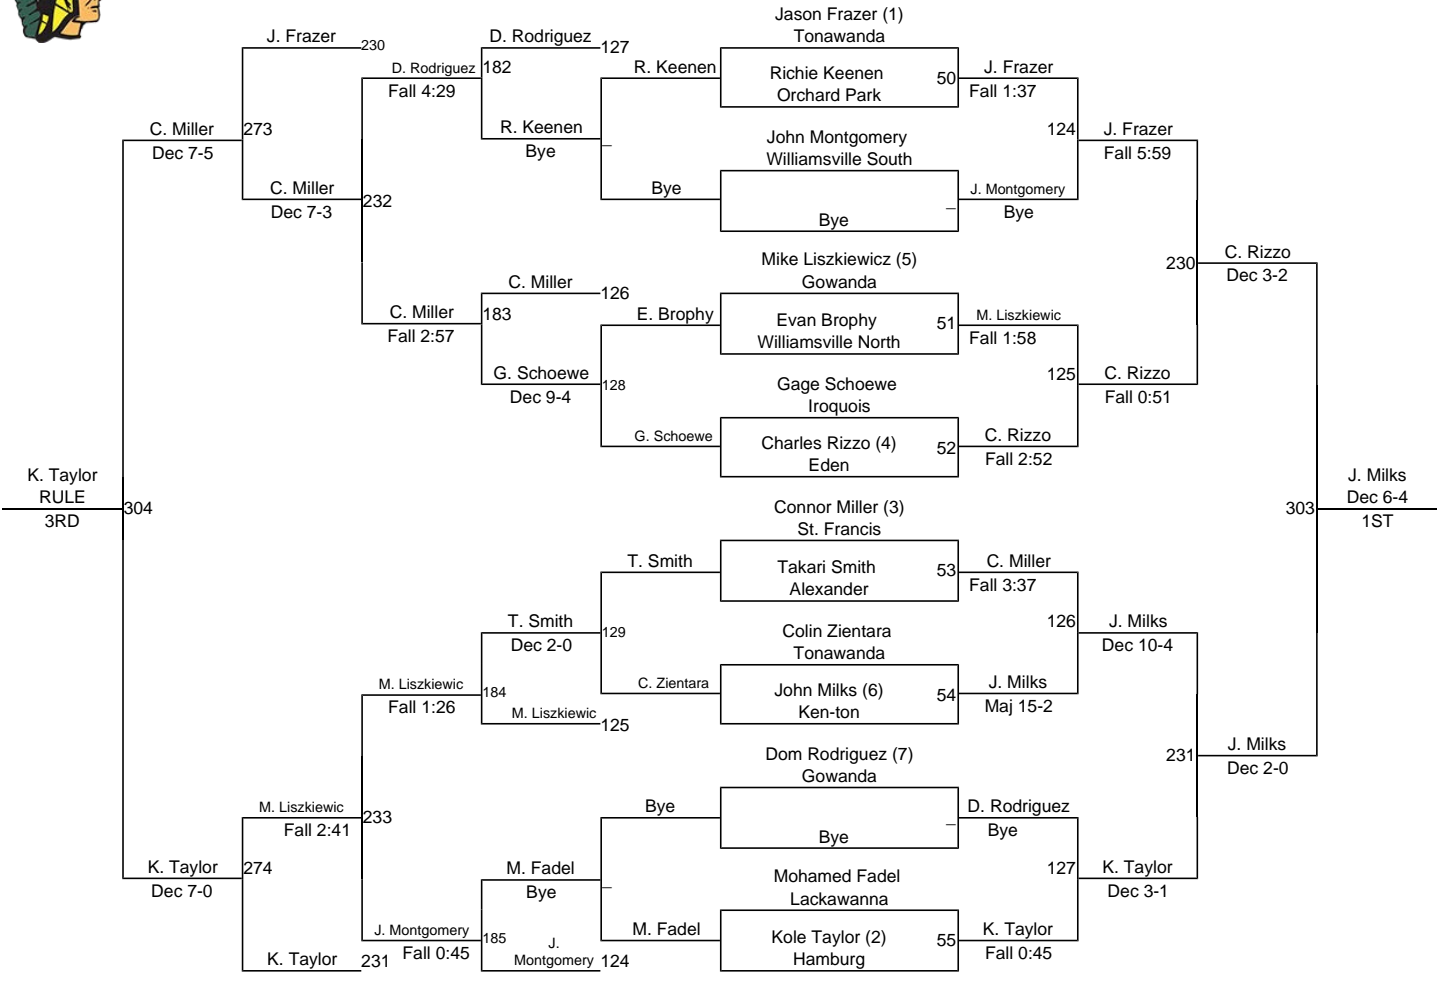 Jason Frazer (1)
Tonawanda
J. Frazer
230
D. Rodriguez
127
D. Rodriguez
182
Fall 4:29
R. Keenen
Richie Keenen
Orchard Park
50
J. Frazer
Fall 1:37
C. Miller
Dec 7-5
273
R. Keenen
Bye
_
John Montgomery
Williamsville South
124
J. Frazer
Fall 5:59
C. Miller
Dec 7-3
232
Bye
Bye
_
J. Montgomery
Bye
Mike Liszkiewicz (5)
Gowanda
230
C. Rizzo
Dec 3-2
C. Miller
126
C. Miller
Fall 2:57
183
E. Brophy
Evan Brophy
Williamsville North
51
M. Liszkiewic
Fall 1:58
G. Schoewe
Dec 9-4
128
Gage Schoewe
Iroquois
125
C. Rizzo
Fall 0:51
G. Schoewe
Charles Rizzo (4)
Eden
52
C. Rizzo
Fall 2:52
K. Taylor
RULE
3RD
304
Connor Miller (3)
St. Francis
303
J. Milks
Dec 6-4
1ST
T. Smith
Takari Smith
Alexander
53
C. Miller
Fall 3:37
T. Smith
Dec 2-0
129
Colin Zientara
Tonawanda
126
J. Milks
Dec 10-4
M. Liszkiewic
Fall 1:26
184
M. Liszkiewic
125
C. Zientara
John Milks (6)
Ken-ton
54
J. Milks
Maj 15-2
Dom Rodriguez (7)
Gowanda
231
J. Milks
Dec 2-0
M. Liszkiewic
Fall 2:41
233
Bye
Bye
_
D. Rodriguez
Bye
K. Taylor
Dec 7-0
274
M. Fadel
Bye
_
Mohamed Fadel
Lackawanna
127
K. Taylor
Dec 3-1
J. Montgomery
Fall 0:45
185
J.
Montgomery
124
M. Fadel
Kole Taylor (2)
Hamburg
55
K. Taylor
Fall 0:45
K. Taylor
231